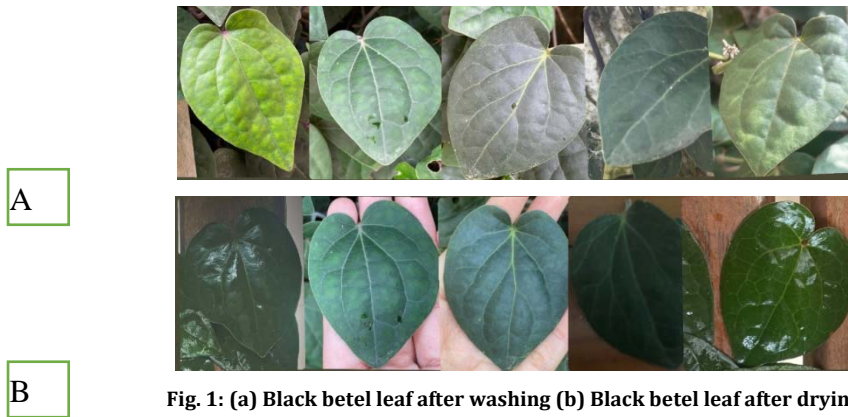 A
B
Fig. 1: (a) Black betel leaf after washing (b) Black betel leaf after dryin